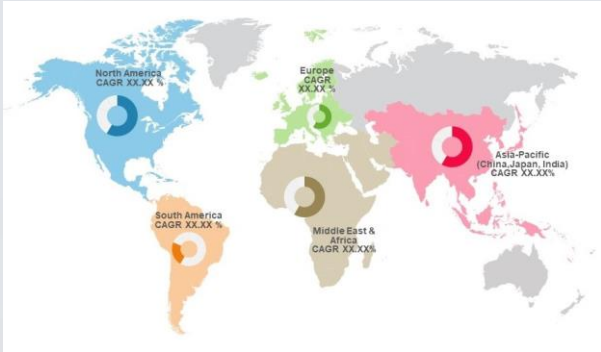 North America
CAGR XX.XX %
Europe
CAGR
XX.XX %
Asia-Pacific
(China,Japan, India)
CAGR XX.XX%
South America
CAGR XX.XX %
Middle East &
Africa
CAGR XX.XX%